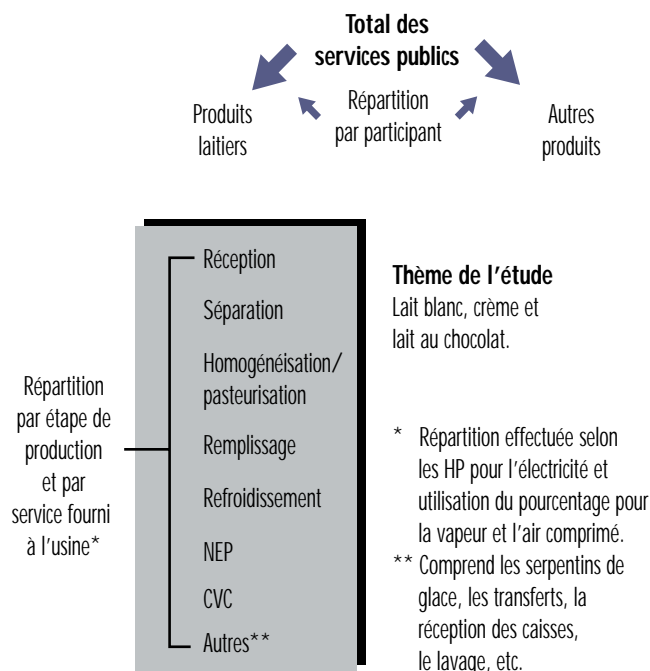 Total des
services publics
Répartition
par participant
Produits
laitiers
Autres
produits
Répartition
par étape de
production
et par
service fourni
à l'usine*
Réception
Séparation
Homogénéisation/
pasteurisation
Remplissage
Refroidissement
NEP
CVC
Autres**
Thème de l'étude
Lait blanc, crème et
lait au chocolat.
* Répartition effectuée selon
les HP pour l'électricité et
utilisation du pourcentage pour
la vapeur et l'air comprimé.
** Comprend les serpentins de
glace, les transferts, la
réception des caisses,
le lavage, etc.